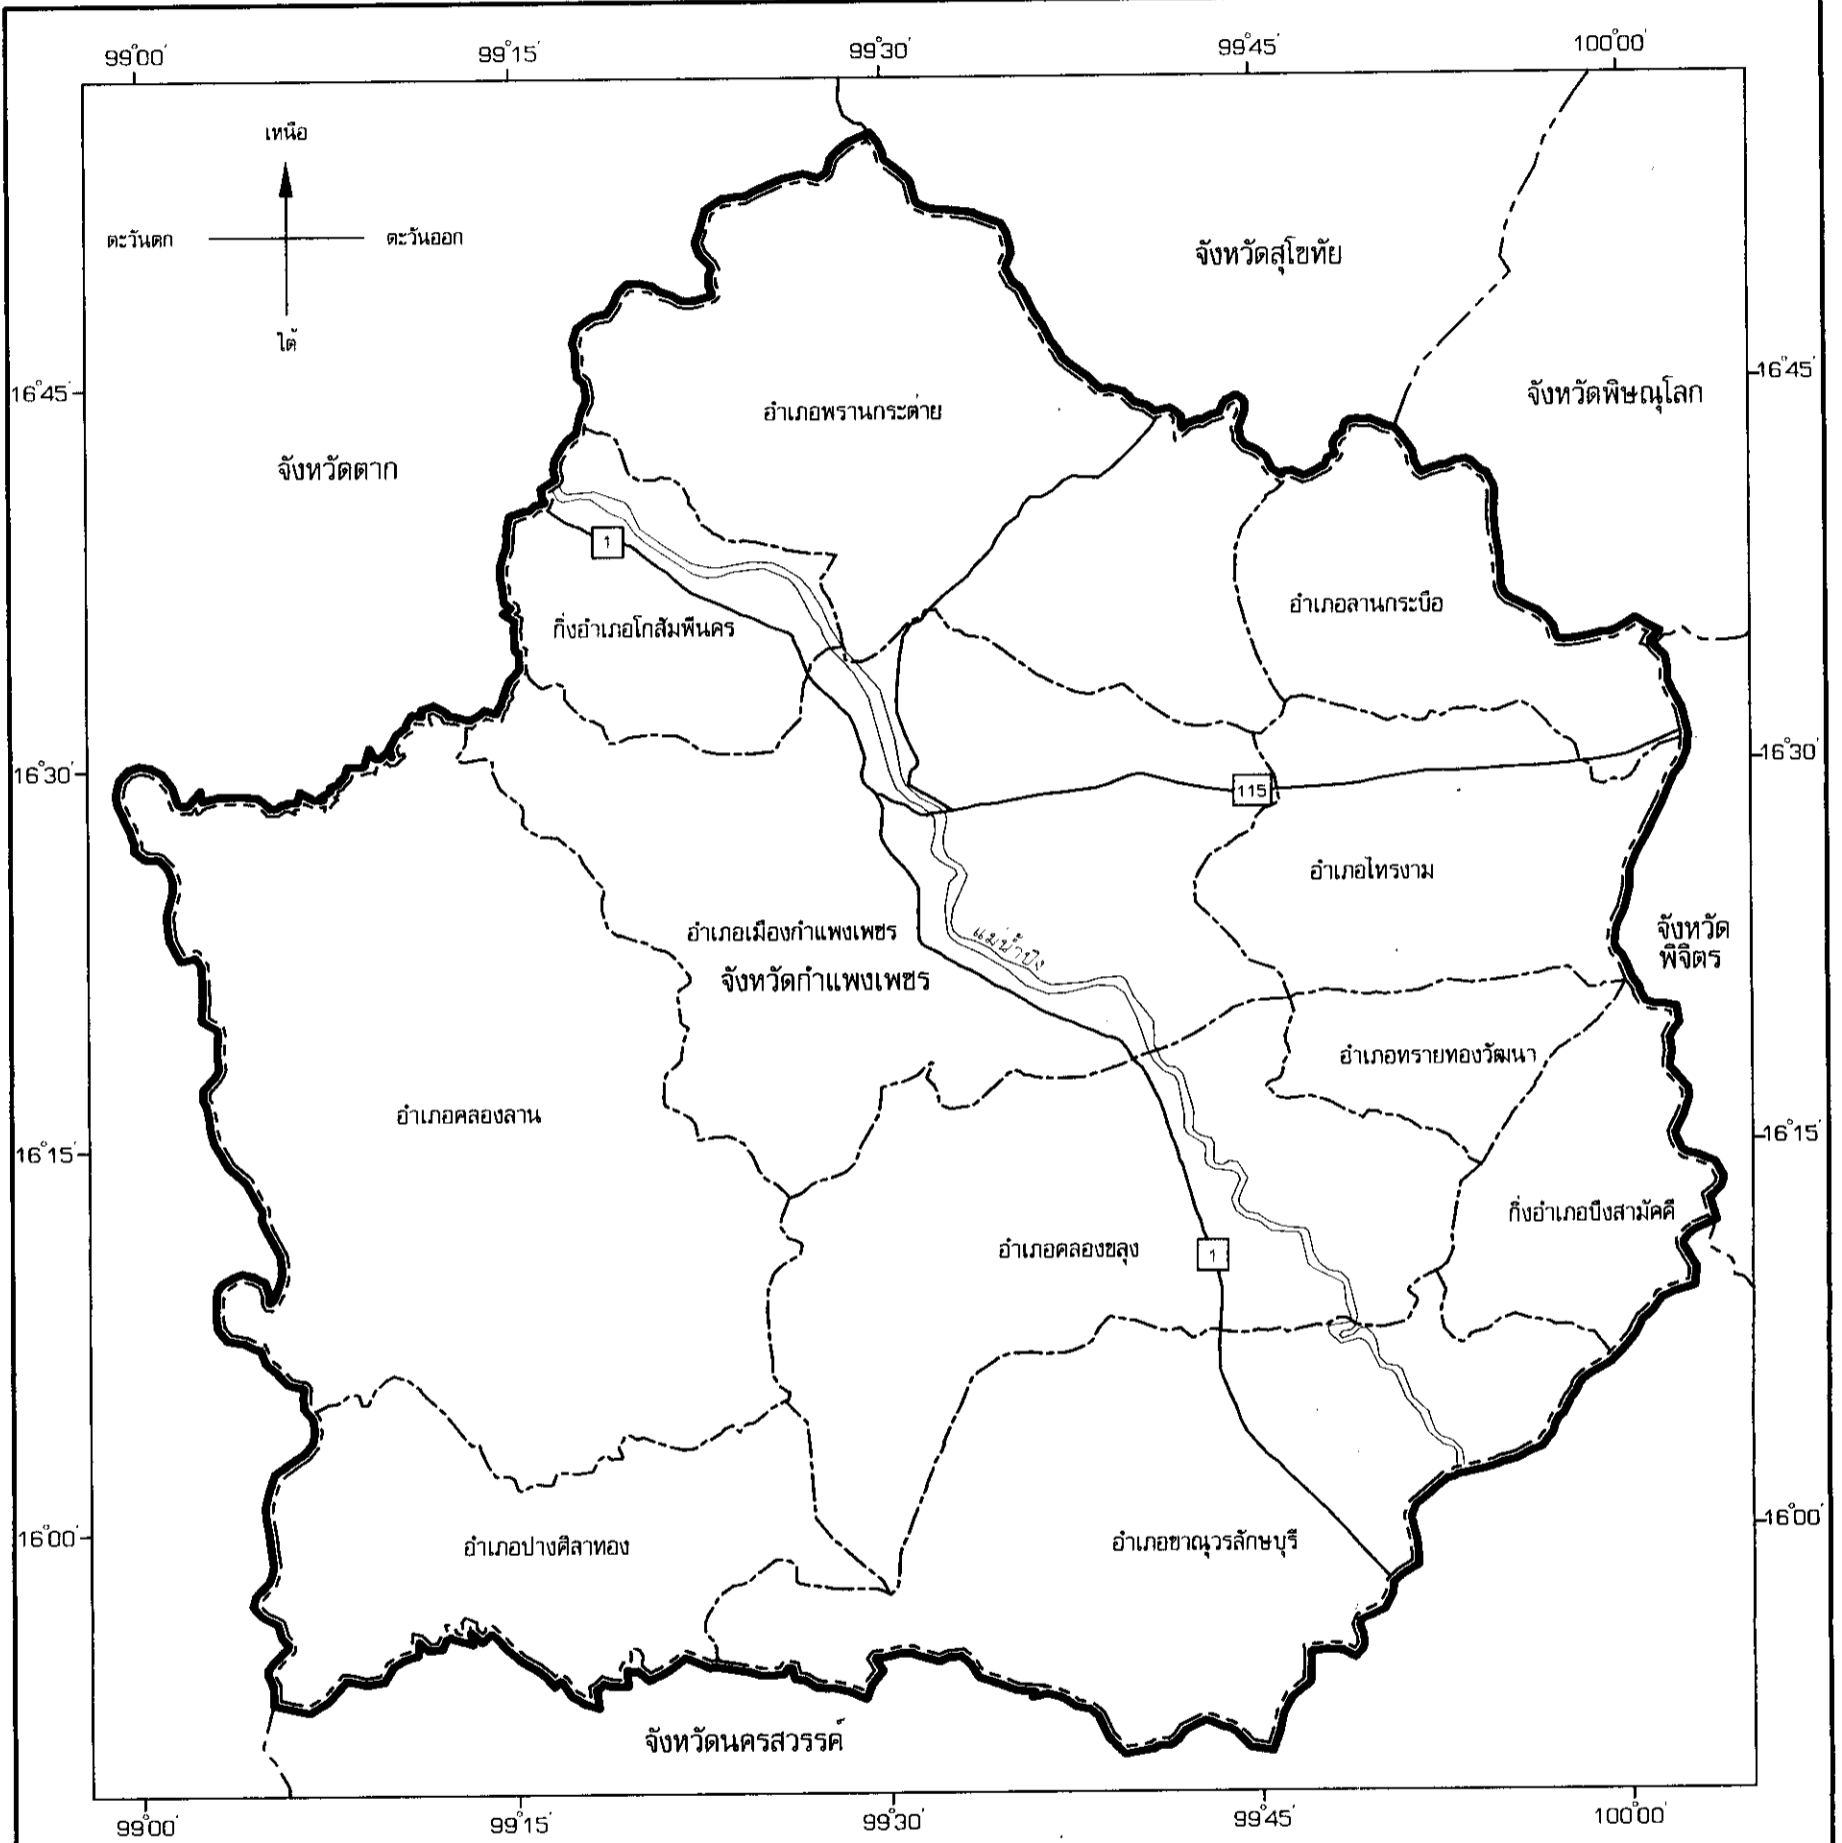 99°00′ 99°15′ 99°30′ 99°45′ 100°00′
เหนือ
ตะวันตก ตะวันออก
ใต้
จังหวัดสุโขทัย
16°45′ 16°45′
จังหวัดพิษณุโลก
อำเภอพรานกระต่าย
จังหวัดตาก
1
อำเภอลานกระบือ
กิ่งอำเภอโกสัมพีนคร
16°30′ 16°30′
115
อำเภอไทรงาม
อำเภอเมืองกำแพงเพชร
แม่น้ำปิง
จังหวัด
พิจิตร
จังหวัดกำแพงเพชร
อำเภอทรายทองวัฒนา
อำเภอคลองลาน
16°15′ 16°15′
กิ่งอำเภอบึงสามัคคี
อำเภอคลองขลุง
1
16°00′ 16°00′
อำเภอปางศิลาทอง
อำเภอขาณุวรลักษบุรี
จังหวัดนครสวรรค์
99°00′ 99°15′ 99°30′ 99°45′ 100°00′